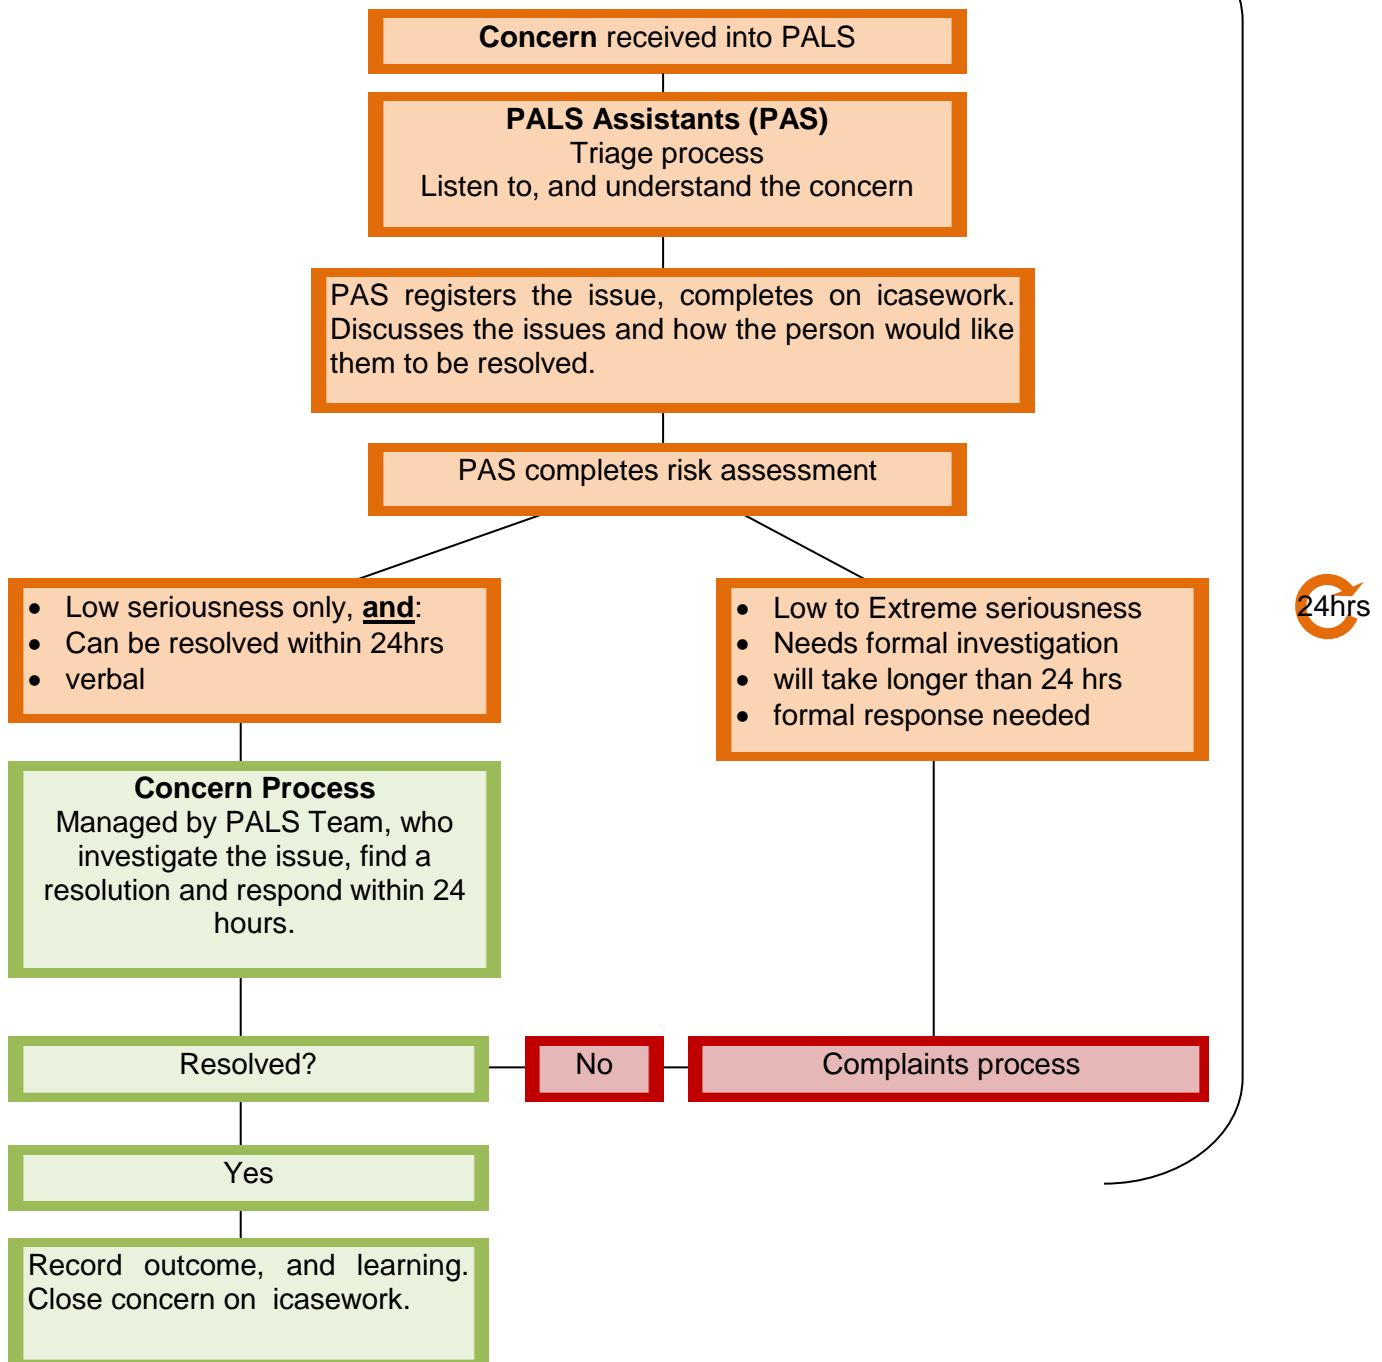 Concern received into PALS
PALS Assistants (PAS)
Triage process
Listen to, and understand the concern
PAS registers the issue, completes on icasework.
Discusses the issues and how the person would like
them to be resolved.
PAS completes risk assessment
• Low seriousness only, and:
• Can be resolved within 24hrs
• verbal
• Low to Extreme seriousness
• Needs formal investigation
• will take longer than 24 hrs
• formal response needed
24hrs
Concern Process
Managed by PALS Team, who
investigate the issue, find a
resolution and respond within 24
hours.
Resolved?
No
Complaints process
Yes
Record outcome, and learning.
Close concern on icasework.